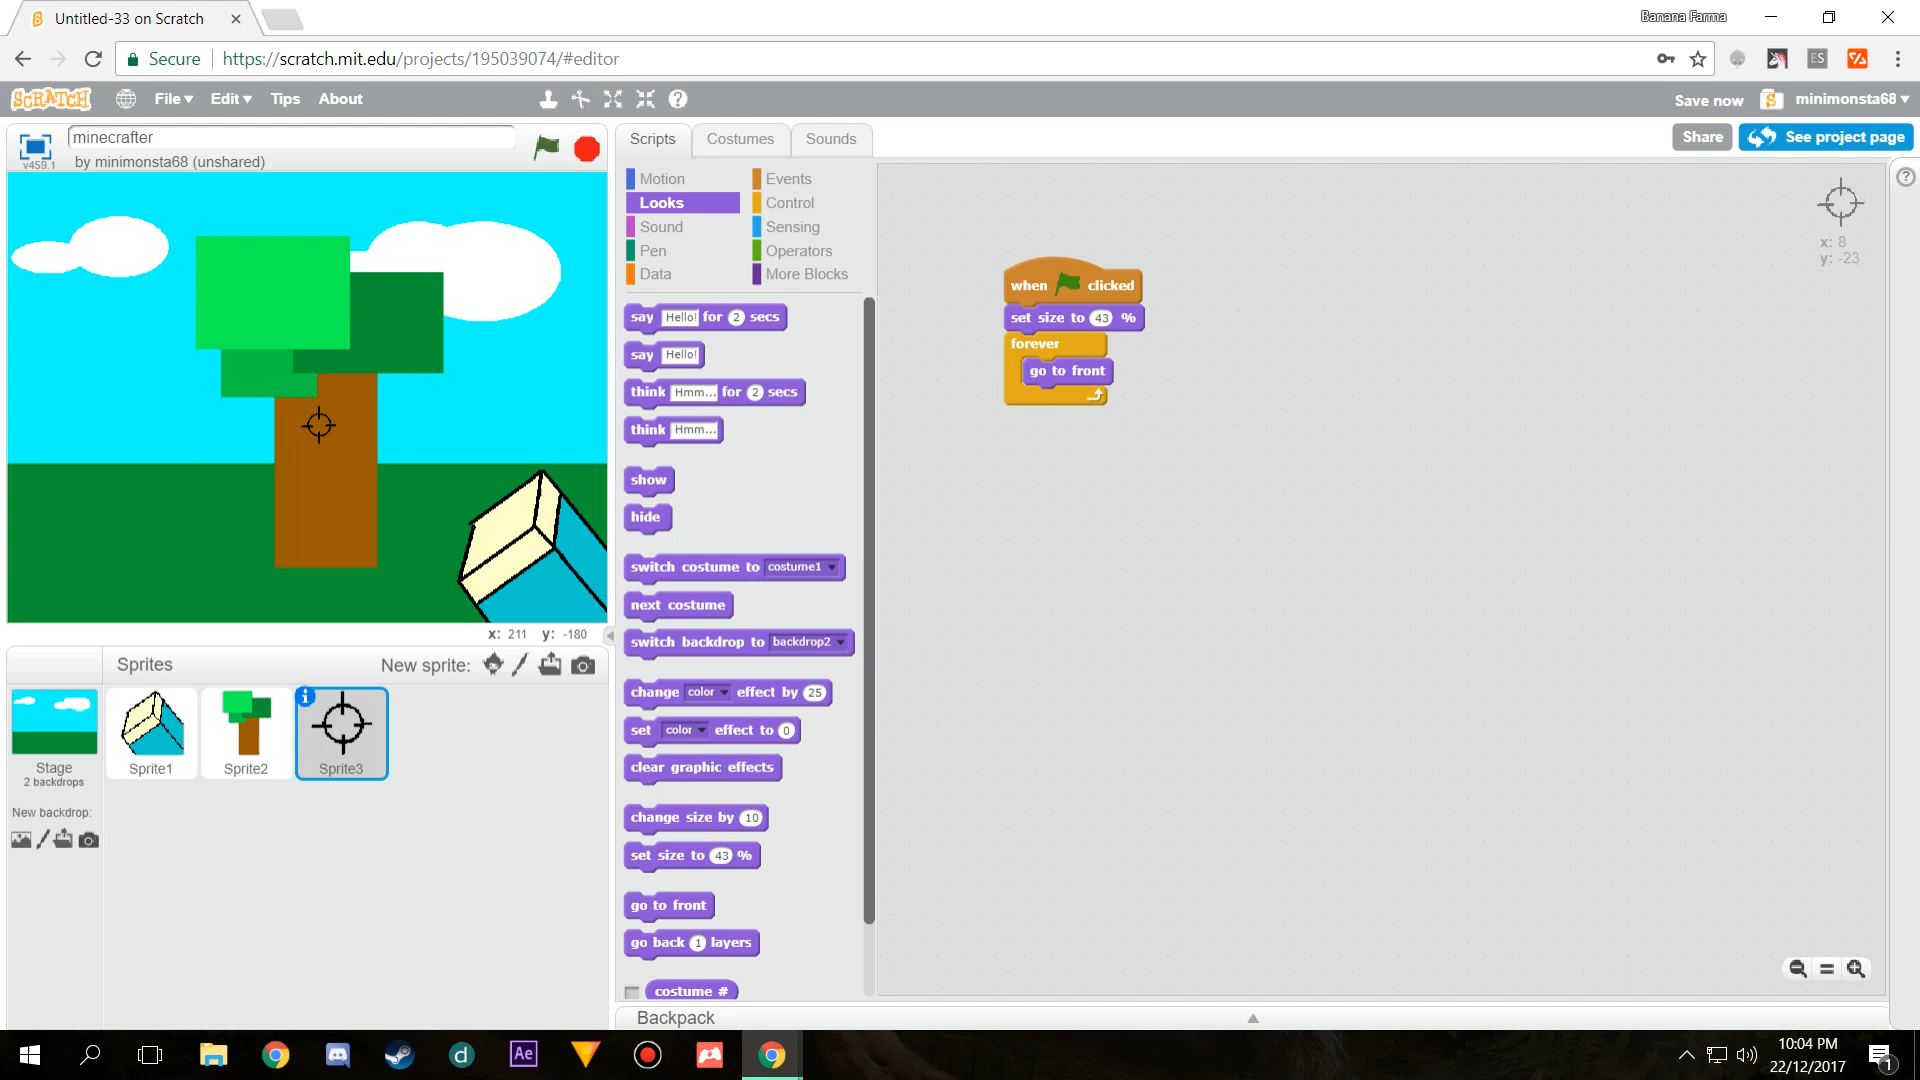 Untitled-33 on Scratch
Banana Farma
Secure
https://scratch.mit.edu/projects/195039074/#editor
ES
SCRATCH
File
Edit
Tips
About
Save now
minimonsta68
v459.1
minecrafter
by minimonsta68 (unshared)
Scripts
Costumes
Sounds
Share
See project page
Motion
Events
Looks
Control
Sound
Sensing
Pen
Operators
Data
More Blocks
say Hello! for 2 secs
say Hello!
think Hmm... for 2 secs
think Hmm...
show
hide
switch costume to costume1
next costume
switch backdrop to backdrop2
change color effect by 25
set color effect to 0
clear graphic effects
change size by 10
set size to 43 %
go to front
go back 1 layers
costume #
when clicked
set size to 43 %
forever
go to front
x: 8
y: -23
x: 211 y: -180
Sprites
New sprite:
Stage
2 backdrops
New backdrop:
Sprite1
Sprite2
Sprite3
Backpack
Ae
10:04 PM
22/12/2017
1